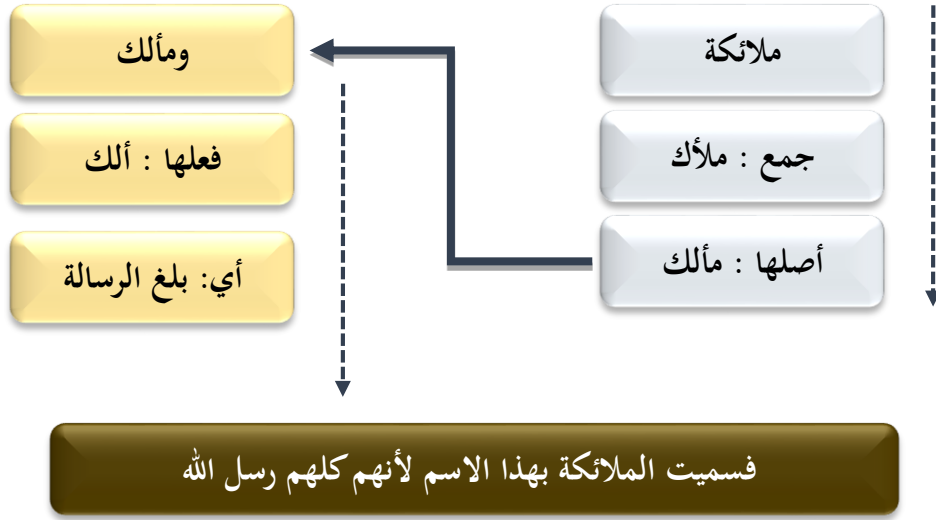 ملائكة
جمع : ملأك
أصلها : مألك
ومألك
فعلها : ألك
أي: بلغ الرسالة
فسميت الملائكة بهذا الاسم لأنهم كلهم رسل الله